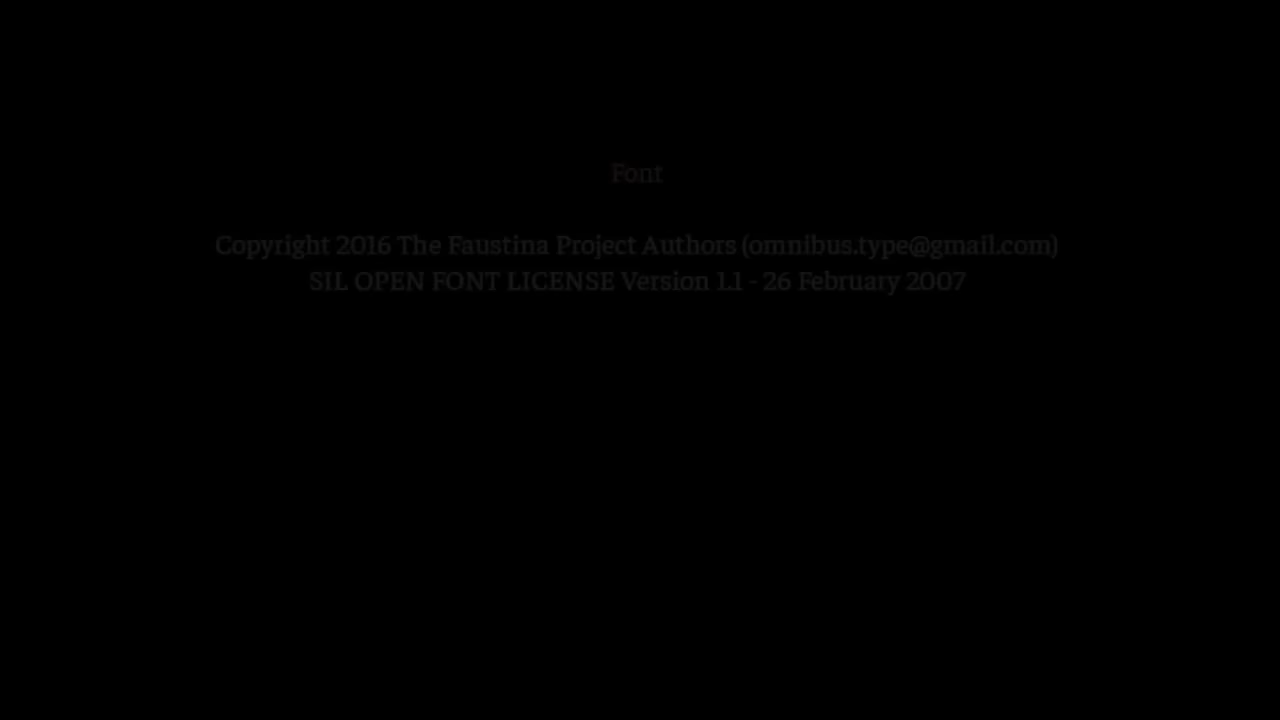 Font
Copyright 2016 The Faustina Project Authors (omnibus.type@gmail.com)
SIL OPEN FONT LICENSE Version 1.1 - 26 February 2007